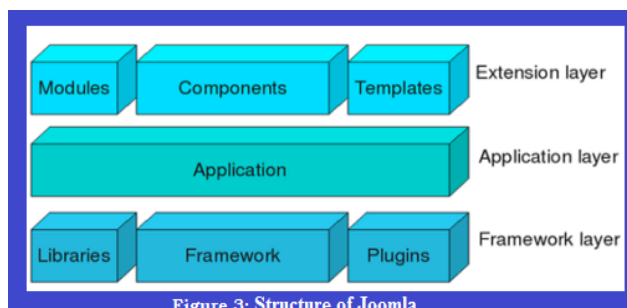 Modules Components Templates Extension layer
Application Application layer
Libraries Framework Plugins Framework layer
Figure 3: Structure of Joomla